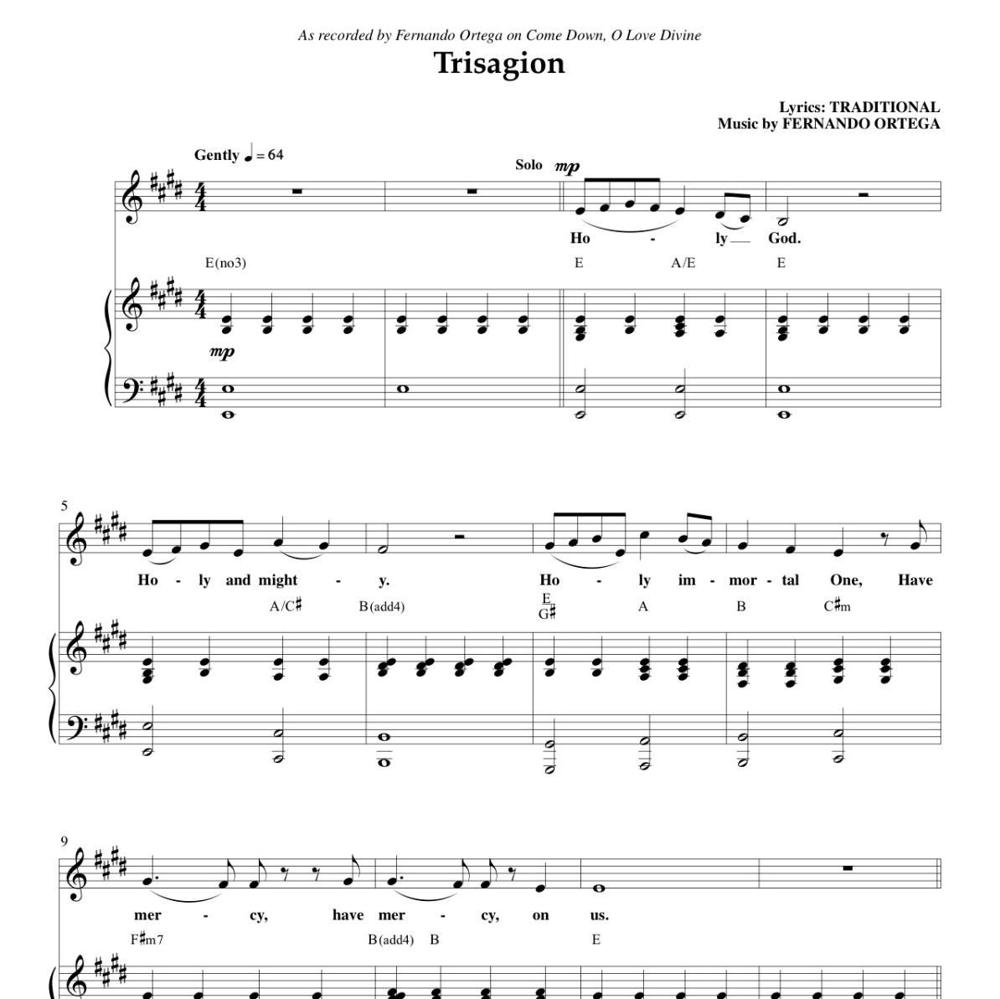 As recorded by Fernando Ortega on Come Down, O Love Divine
Trisagion
Lyrics: TRADITIONAL
Music by FERNANDO ORTEGA
Gently ♩ = 64
Solo mp
Ho - ly God.
E(no3) E A/E E
mp
5
Ho - ly and might - y. Ho - ly im - mor - tal One, Have
A/C# B(add4) E/G# A B C#m
9
mer - cy, have mer - cy, on us.
F#m7 B(add4) B E